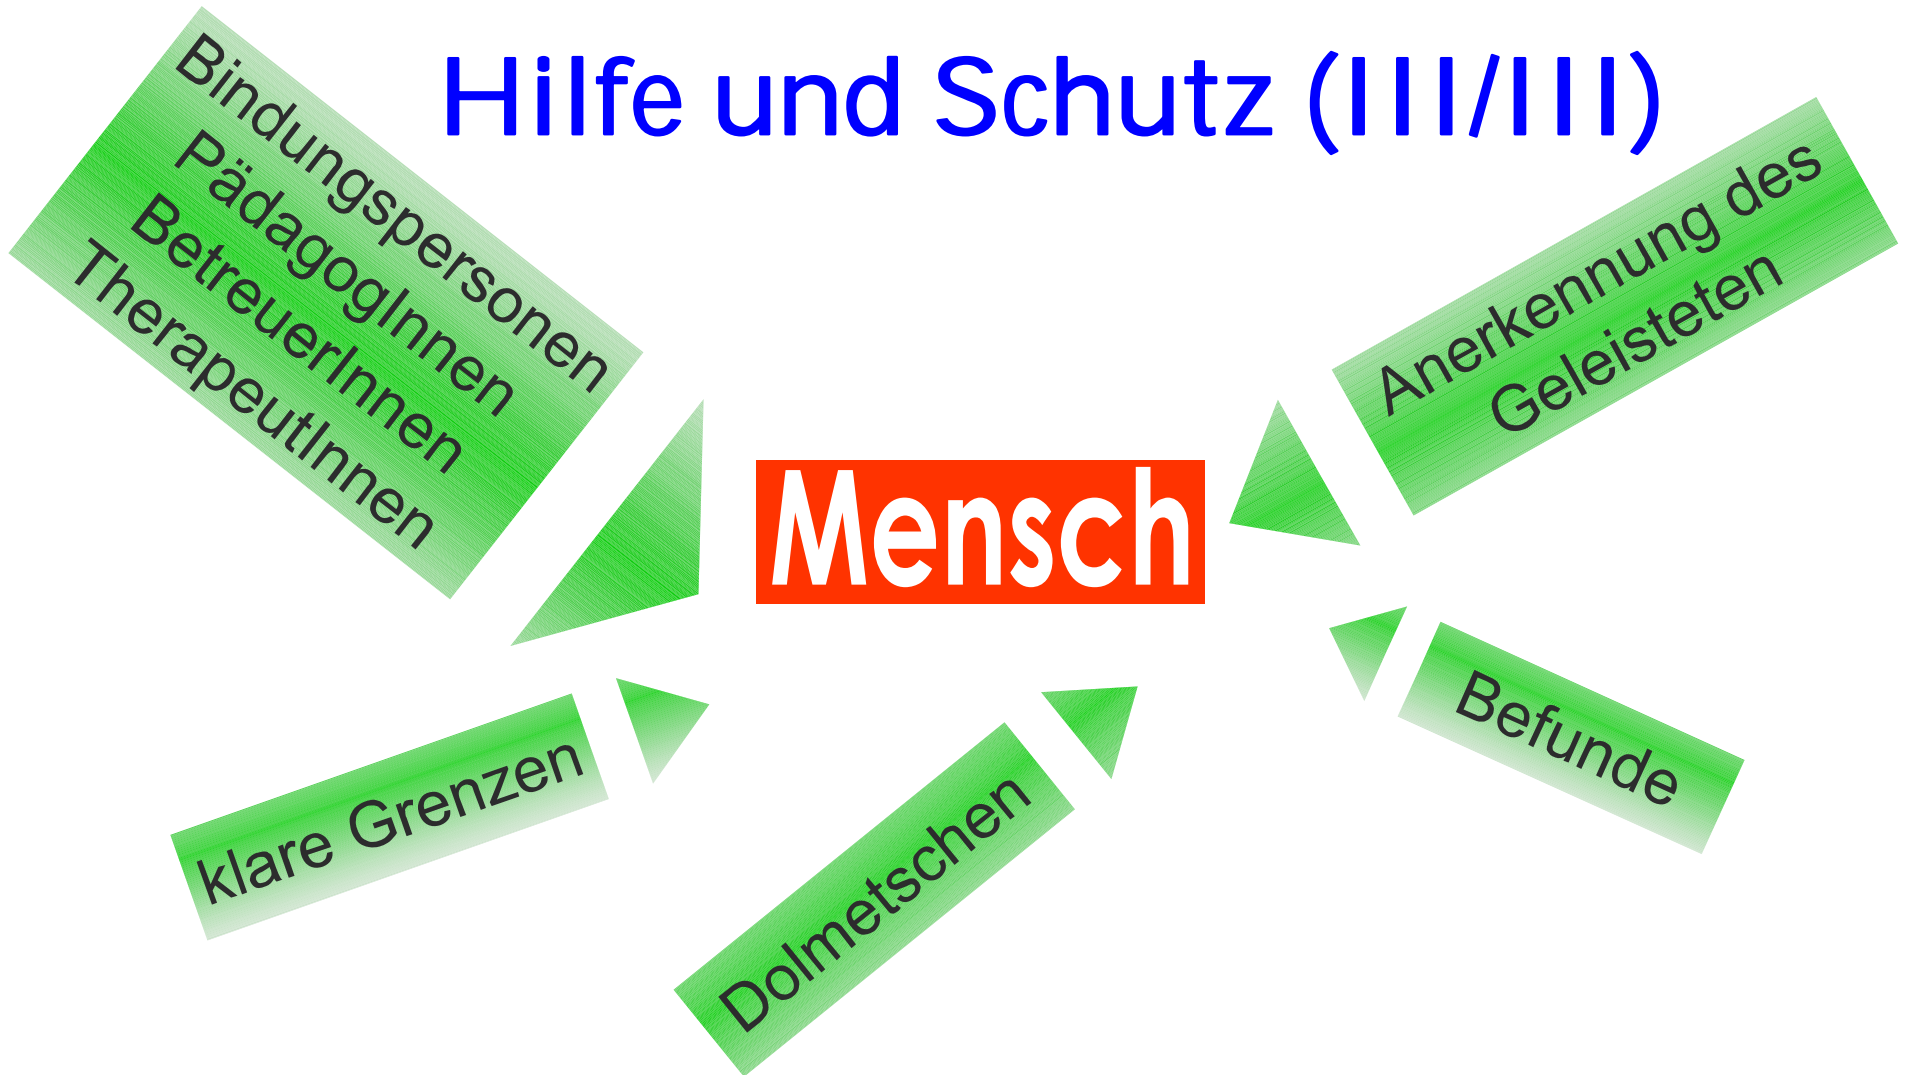 Hilfe und Schutz (III/III)
Bindungspersonen
PädagogInnen
BetreuerInnen
TherapeutInnen
Anerkennung des
Geleisteten
Mensch
klare Grenzen
Dolmetschen
Befunde